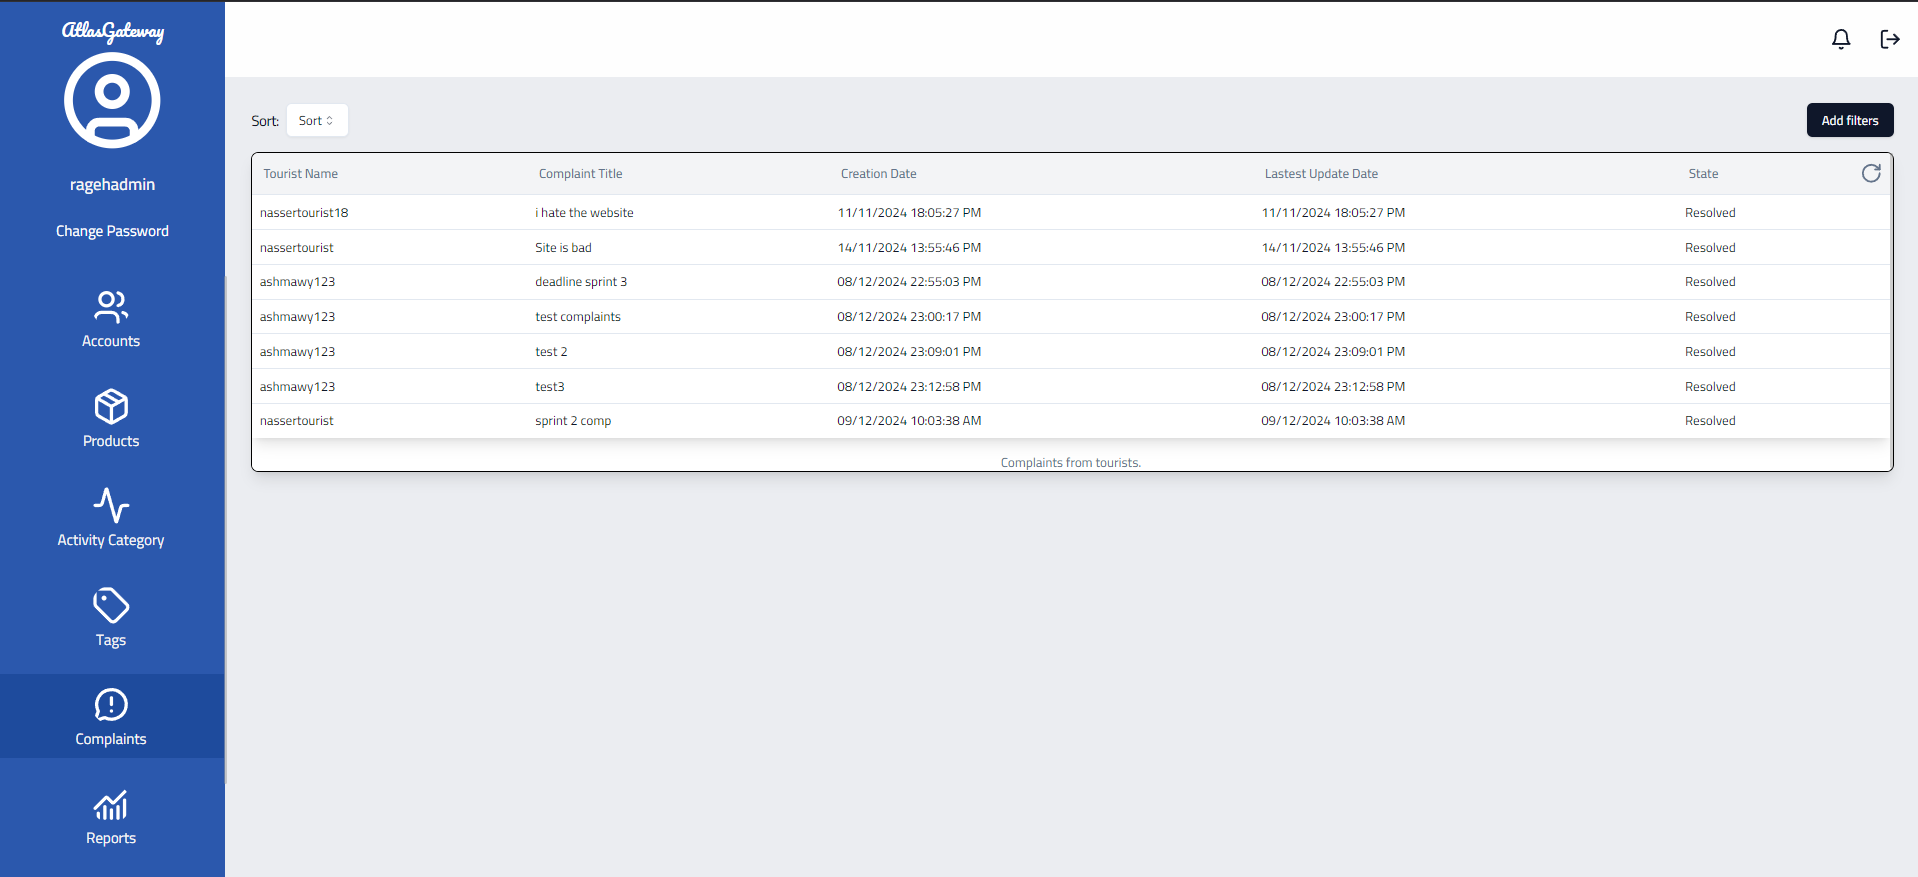 AtlasGateway
ragehadmin
Change Password
Accounts
Products
Activity Category
Tags
Complaints
Reports
Sort: Sort
Add filters
Tourist Name Complaint Title Creation Date Lastest Update Date State
nassertourist18 i hate the website 11/11/2024 18:05:27 PM 11/11/2024 18:05:27 PM Resolved
nassertourist Site is bad 14/11/2024 13:55:46 PM 14/11/2024 13:55:46 PM Resolved
ashmawy123 deadline sprint 3 08/12/2024 22:55:03 PM 08/12/2024 22:55:03 PM Resolved
ashmawy123 test complaints 08/12/2024 23:00:17 PM 08/12/2024 23:00:17 PM Resolved
ashmawy123 test 2 08/12/2024 23:09:01 PM 08/12/2024 23:09:01 PM Resolved
ashmawy123 test3 08/12/2024 23:12:58 PM 08/12/2024 23:12:58 PM Resolved
nassertourist sprint 2 comp 09/12/2024 10:03:38 AM 09/12/2024 10:03:38 AM Resolved
Complaints from tourists.